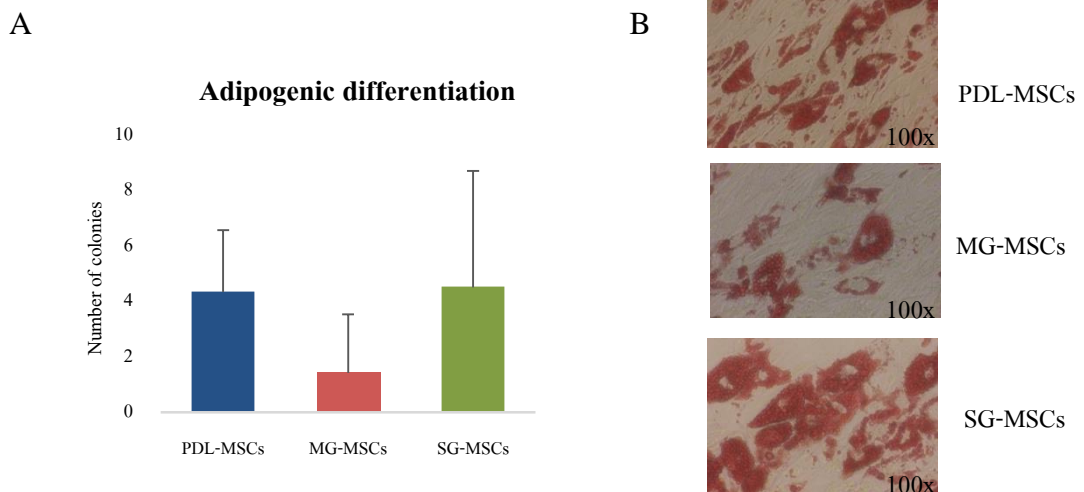 A
Adipogenic differentiation
Number of colonies
10
8
6
4
2
0
PDL-MSCs
MG-MSCs
SG-MSCs
B
100x
PDL-MSCs
100x
MG-MSCs
100x
SG-MSCs